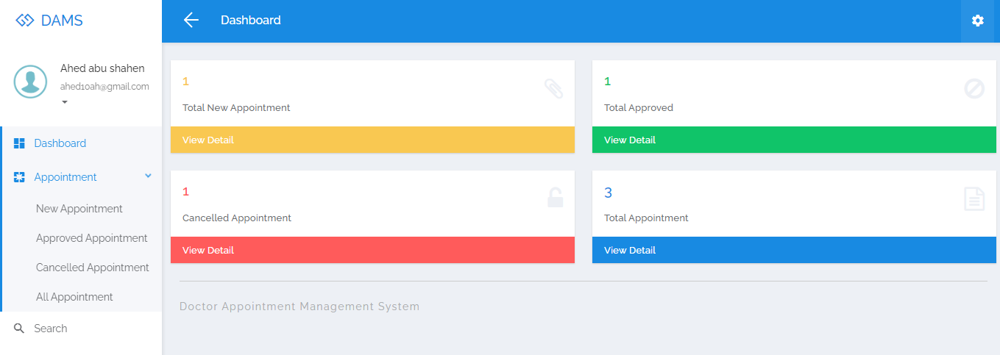 DAMS
Dashboard
Ahed abu shahen
ahed10ah@gmail.com
Dashboard
Appointment
New Appointment
Approved Appointment
Cancelled Appointment
All Appointment
Search
1
Total New Appointment
View Detail
1
Total Approved
View Detail
1
Cancelled Appointment
View Detail
3
Total Appointment
View Detail
Doctor Appointment Management System